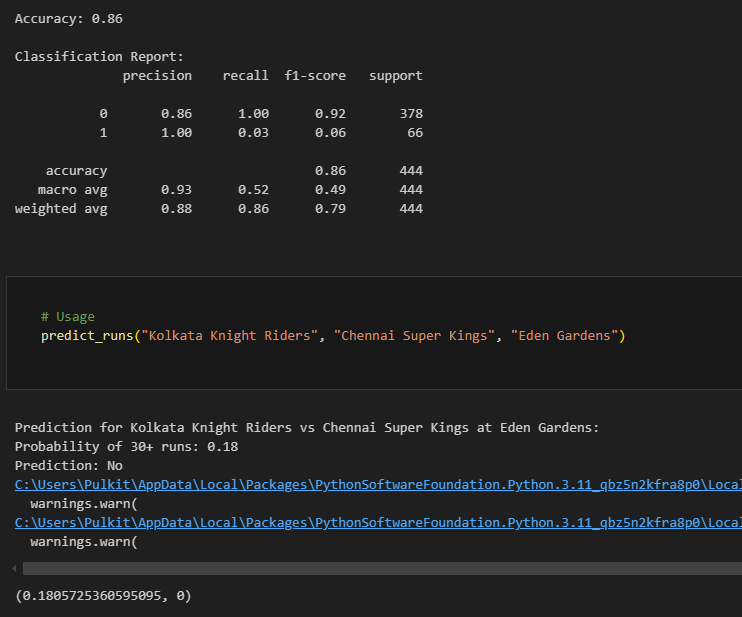 Accuracy: 0.86
Classification Report:
precision recall f1-score support
0 0.86 1.00 0.92 378
1 1.00 0.03 0.06 66
accuracy 0.86 444
macro avg 0.93 0.52 0.49 444
weighted avg 0.88 0.86 0.79 444
# Usage
predict_runs("Kolkata Knight Riders", "Chennai Super Kings", "Eden Gardens")
Prediction for Kolkata Knight Riders vs Chennai Super Kings at Eden Gardens:
Probability of 30+ runs: 0.18
Prediction: No
C:\Users\Pulkit\AppData\Local\Packages\PythonSoftwareFoundation.Python.3.11_qbz5n2kfra8p0\Local
warnings.warn(
C:\Users\Pulkit\AppData\Local\Packages\PythonSoftwareFoundation.Python.3.11_qbz5n2kfra8p0\Local
warnings.warn(
(0.1805725360595095, 0)